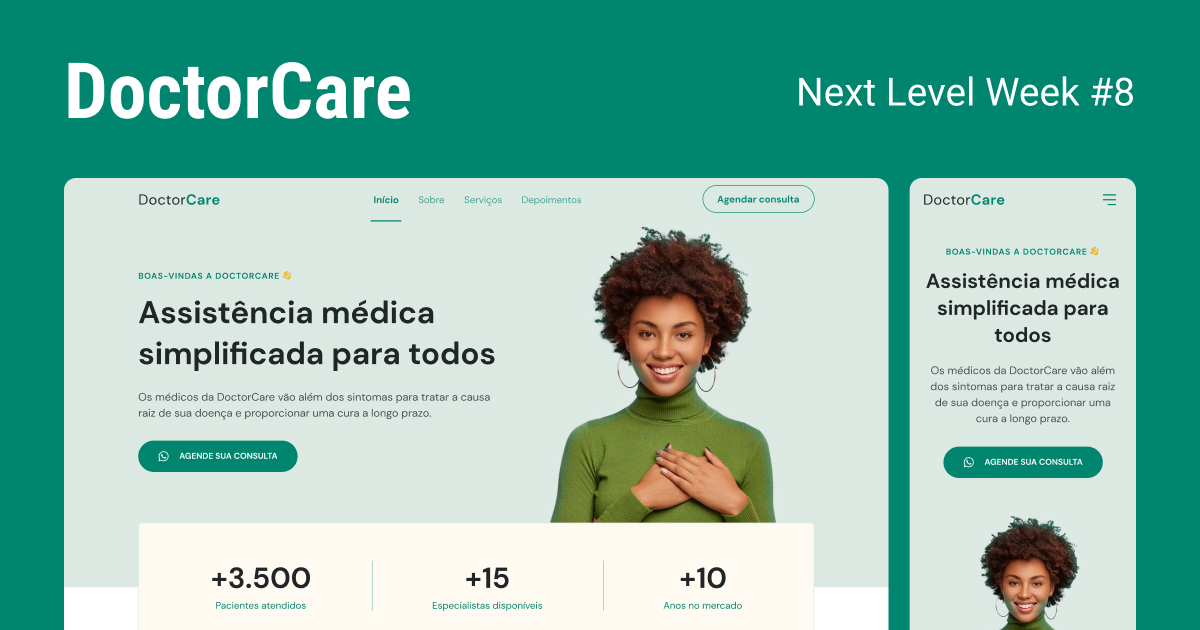 DoctorCare
Next Level Week #8
DoctorCare
Início
Sobre
Serviços
Depoimentos
Agendar consulta
BOAS-VINDAS A DOCTORCARE 👋
Assistência médica
simplificada para todos
Os médicos da DoctorCare vão além dos sintomas para tratar a causa
raiz de sua doença e proporcionar uma cura a longo prazo.
AGENDE SUA CONSULTA
+3.500
Pacientes atendidos
+15
Especialistas disponíveis
+10
Anos no mercado
DoctorCare
BOAS-VINDAS A DOCTORCARE 👋
Assistência médica
simplificada para
todos
Os médicos da DoctorCare vão além
dos sintomas para tratar a causa raiz
de sua doença e proporcionar uma
cura a longo prazo.
AGENDE SUA CONSULTA